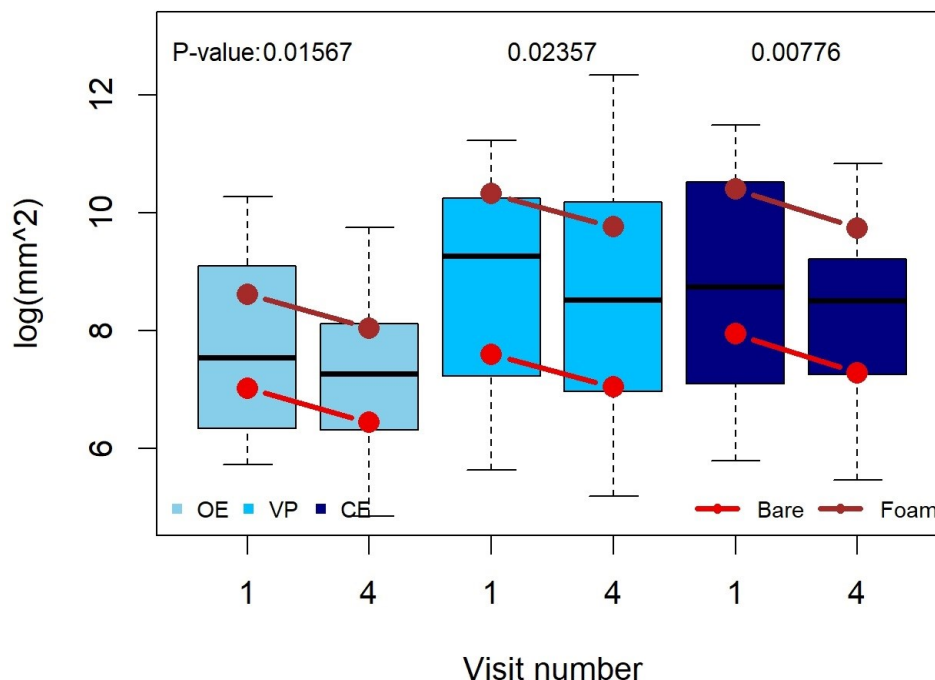 P-value: 0.01567 0.02357 0.00776
log(mm^2)
12
10
8
6
OE VP CE Bare Foam
1 4 1 4 1 4
Visit number